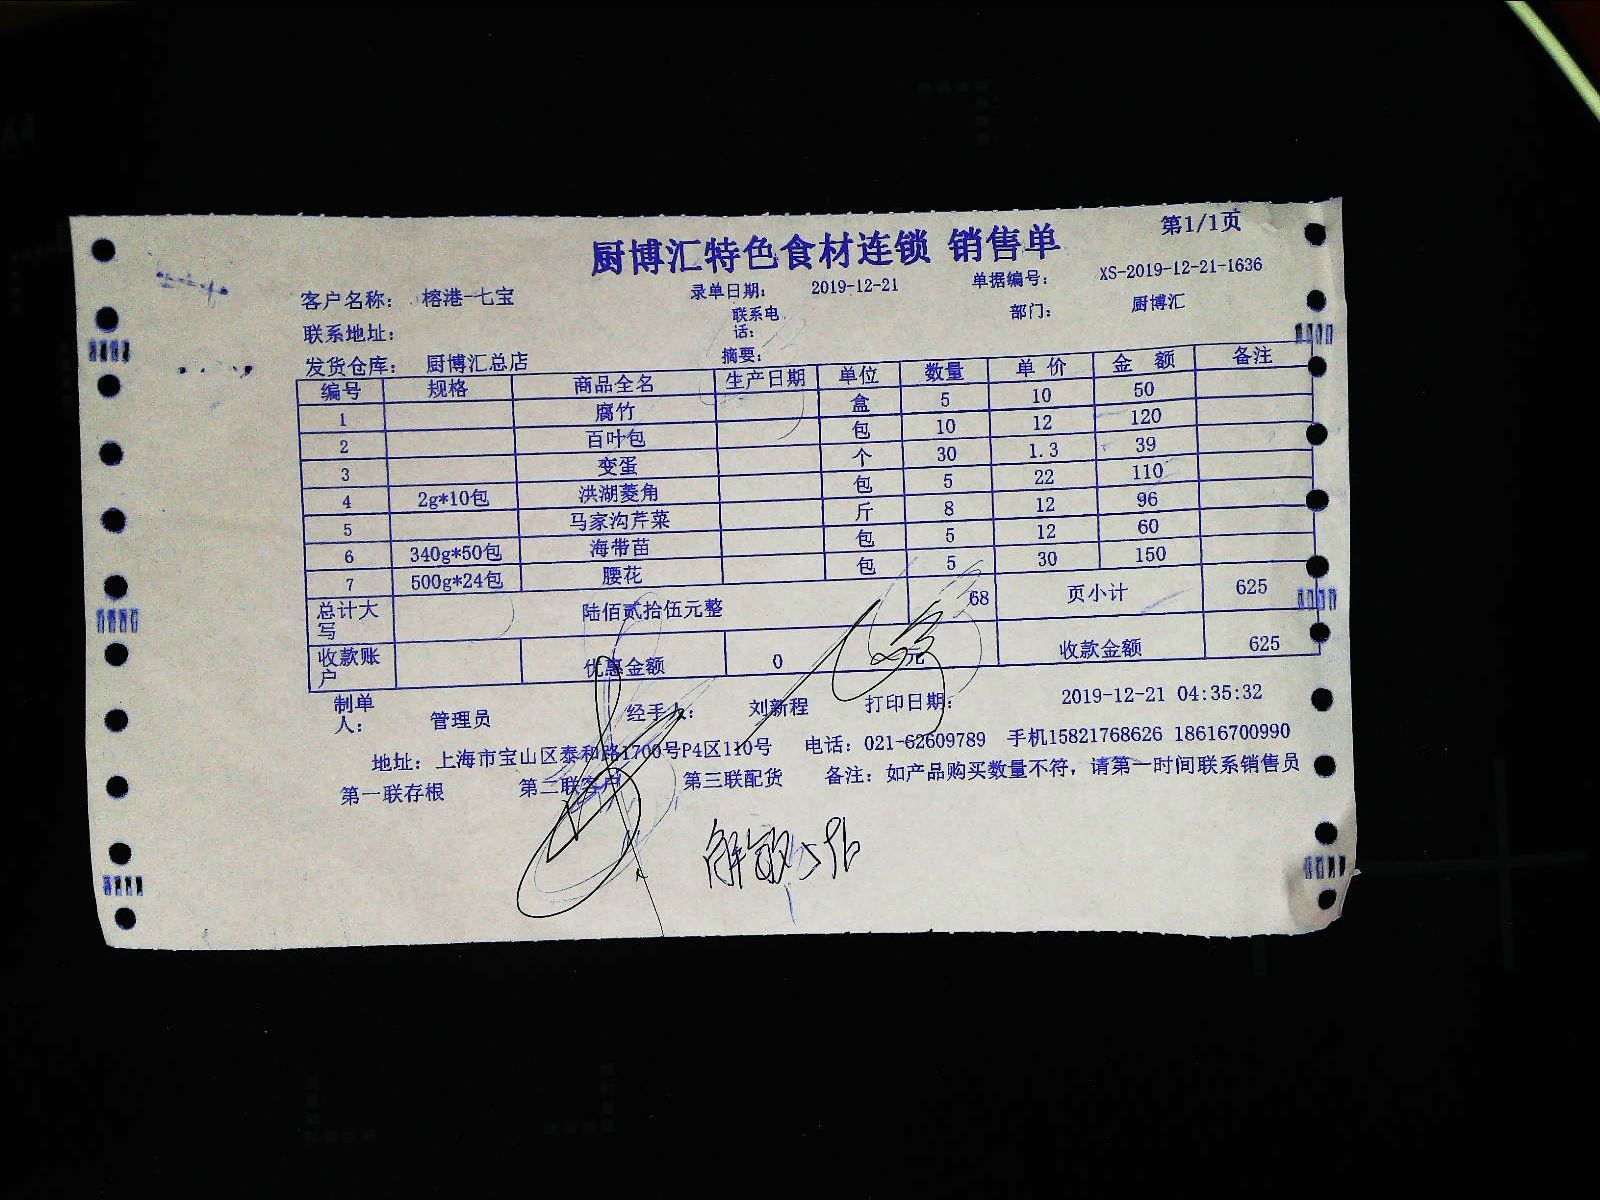 第1/1页
厨博汇特色食材连锁 销售单
客户名称： 榕港-七宝 录单日期： 2019-12-21 单据编号： XS-2019-12-21-1636
联系地址： 联系电话： 部门： 厨博汇
发货仓库： 厨博汇总店 摘要：
编号 规格 商品全名 生产日期 单位 数量 单 价 金 额 备注
1 腐竹 盒 5 10 50
2 百叶包 包 10 12 120
3 变蛋 个 30 1.3 39
4 2g*10包 洪湖菱角 包 5 22 110
5 马家沟芹菜 斤 8 12 96
6 340g*50包 海带苗 包 5 12 60
7 500g*24包 腰花 包 5 30 150
总计大写 陆佰贰拾伍元整 68 页小计 625
收款账户 优惠金额 0 元 收款金额 625
制单人： 管理员 经手人： 刘新程 打印日期： 2019-12-21 04:35:32
地址：上海市宝山区泰和路1700号P4区110号 电话：021-62609789 手机15821768626 18616700990
第一联存根 第二联客户 第三联配货 备注：如产品购买数量不符，请第一时间联系销售员